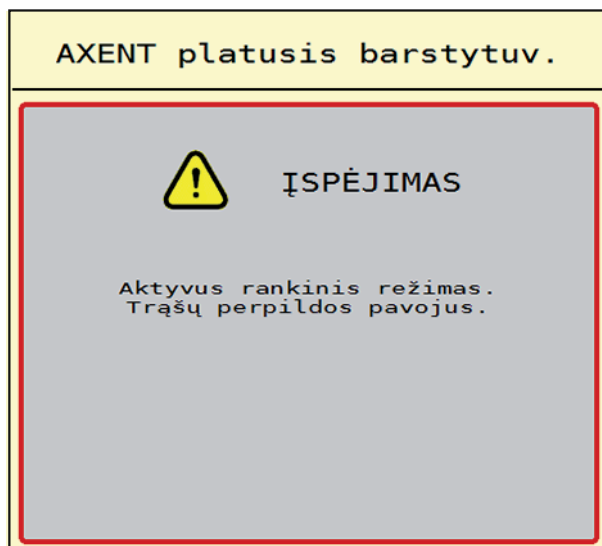 AXENT platusis barstytuv.
ĮSPĖJIMAS
Aktyvus rankinis režimas.
Trąšų perpildos pavojus.